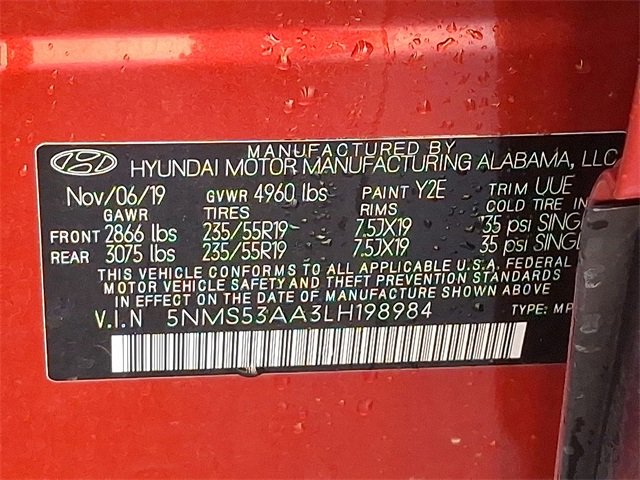 MANUFACTURED BY
HYUNDAI MOTOR MANUFACTURING ALABAMA, LLC
Nov/06/19 GVWR 4960 lbs PAINT Y2E TRIM UUE
GAWR TIRES RIMS COLD TIRE IN
FRONT 2866 lbs 235/55R19 7.5JX19 35 psi SINGL
REAR 3075 lbs 235/55R19 7.5JX19 35 psi SINGL
THIS VEHICLE CONFORMS TO ALL APPLICABLE U.S.A. FEDERAL
MOTOR VEHICLE SAFETY AND THEFT PREVENTION STANDARDS
IN EFFECT ON THE DATE OF MANUFACTURE SHOWN ABOVE
V.I.N 5NMS53AA3LH198984 TYPE: MP